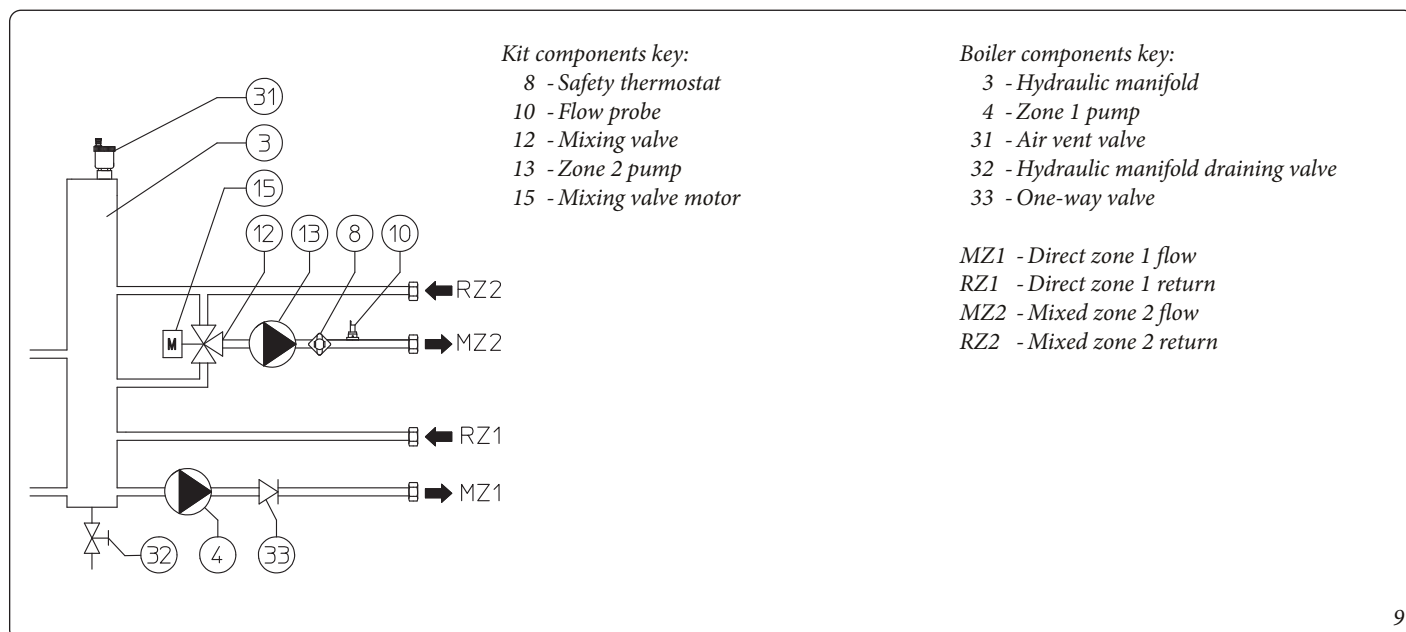 31
3
15
12 13 8 10
RZ2
M
MZ2
RZ1
MZ1
32 4 33
Kit components key:
8 - Safety thermostat
10 - Flow probe
12 - Mixing valve
13 - Zone 2 pump
15 - Mixing valve motor
Boiler components key:
3 - Hydraulic manifold
4 - Zone 1 pump
31 - Air vent valve
32 - Hydraulic manifold draining valve
33 - One-way valve
MZ1 - Direct zone 1 flow
RZ1 - Direct zone 1 return
MZ2 - Mixed zone 2 flow
RZ2 - Mixed zone 2 return
9